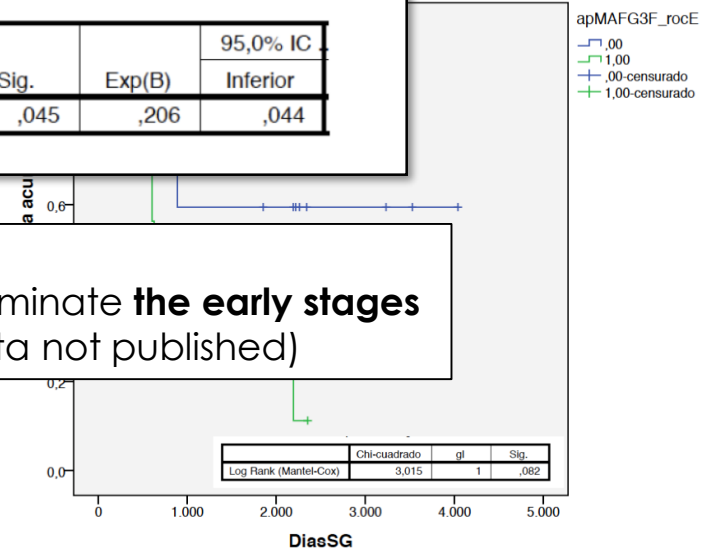 95,0% IC
Sig. Exp(B) Inferior
,045 ,206 ,044
apMAFG3F_rocE
,00
1,00
,00-censurado
1,00-censurado
a acu
0,6
minate the early stages
ta not published)
0,2
Chi-cuadrado gl Sig.
Log Rank (Mantel-Cox) 3,015 1 ,082
0,0
0 1.000 2.000 3.000 4.000 5.000
DiasSG